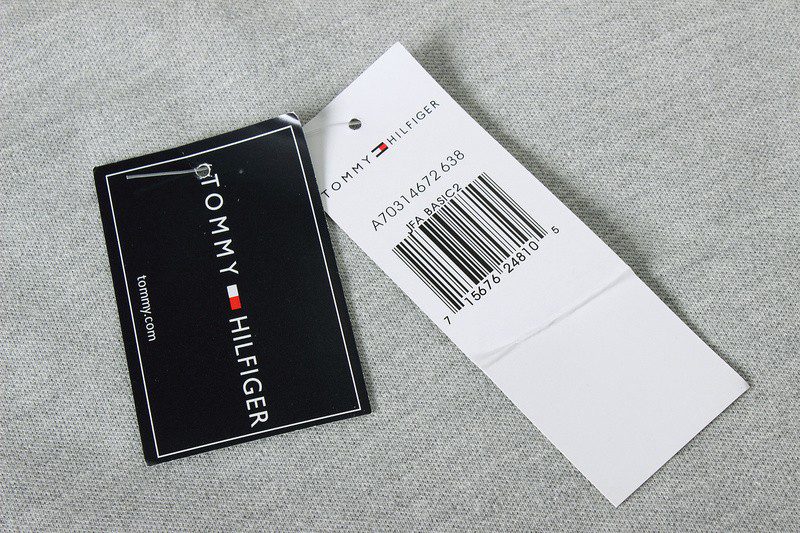 TOMMY HILFIGER
tommy.com
TOMMY HILFIGER
A70314672 638
JFA BASIC2
7 15676 24810 5